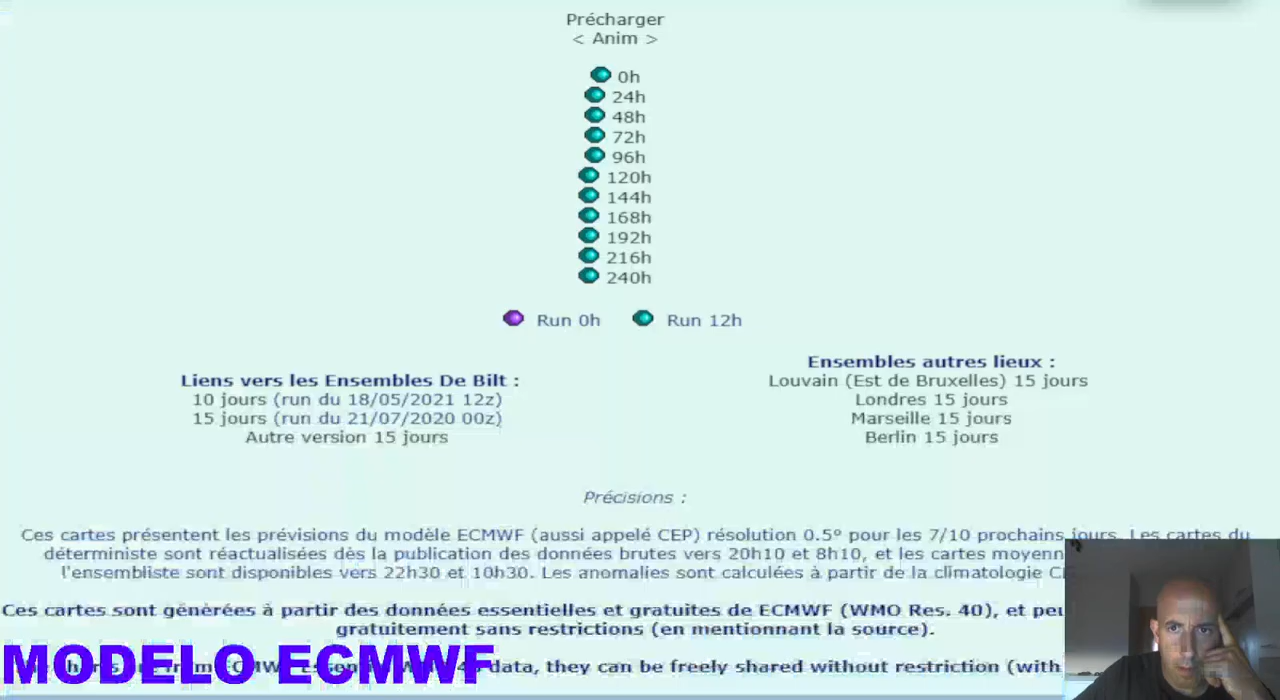 Précharger
< Anim >
0h
24h
48h
72h
96h
120h
144h
168h
192h
216h
240h
Run 0h Run 12h
Liens vers les Ensembles De Bilt :
10 jours (run du 18/05/2021 12z)
15 jours (run du 21/07/2020 00z)
Autre version 15 jours
Ensembles autres lieux :
Louvain (Est de Bruxelles) 15 jours
Londres 15 jours
Marseille 15 jours
Berlin 15 jours
Précisions :
Ces cartes présentent les prévisions du modèle ECMWF (aussi appelé CEP) résolution 0.5° pour les 7/10 prochains jours. Les cartes du
déterministe sont réactualisées dès la publication des données brutes vers 20h10 et 8h10, et les cartes moyenn
l'ensembliste sont disponibles vers 22h30 et 10h30. Les anomalies sont calculées à partir de la climatologie
Ces cartes sont générées à partir des données essentielles et gratuites de ECMWF (WMO Res. 40), et peu
gratuitement sans restrictions (en mentionnant la source).
data, they can be freely shared without restriction (with
MODELO ECMWF